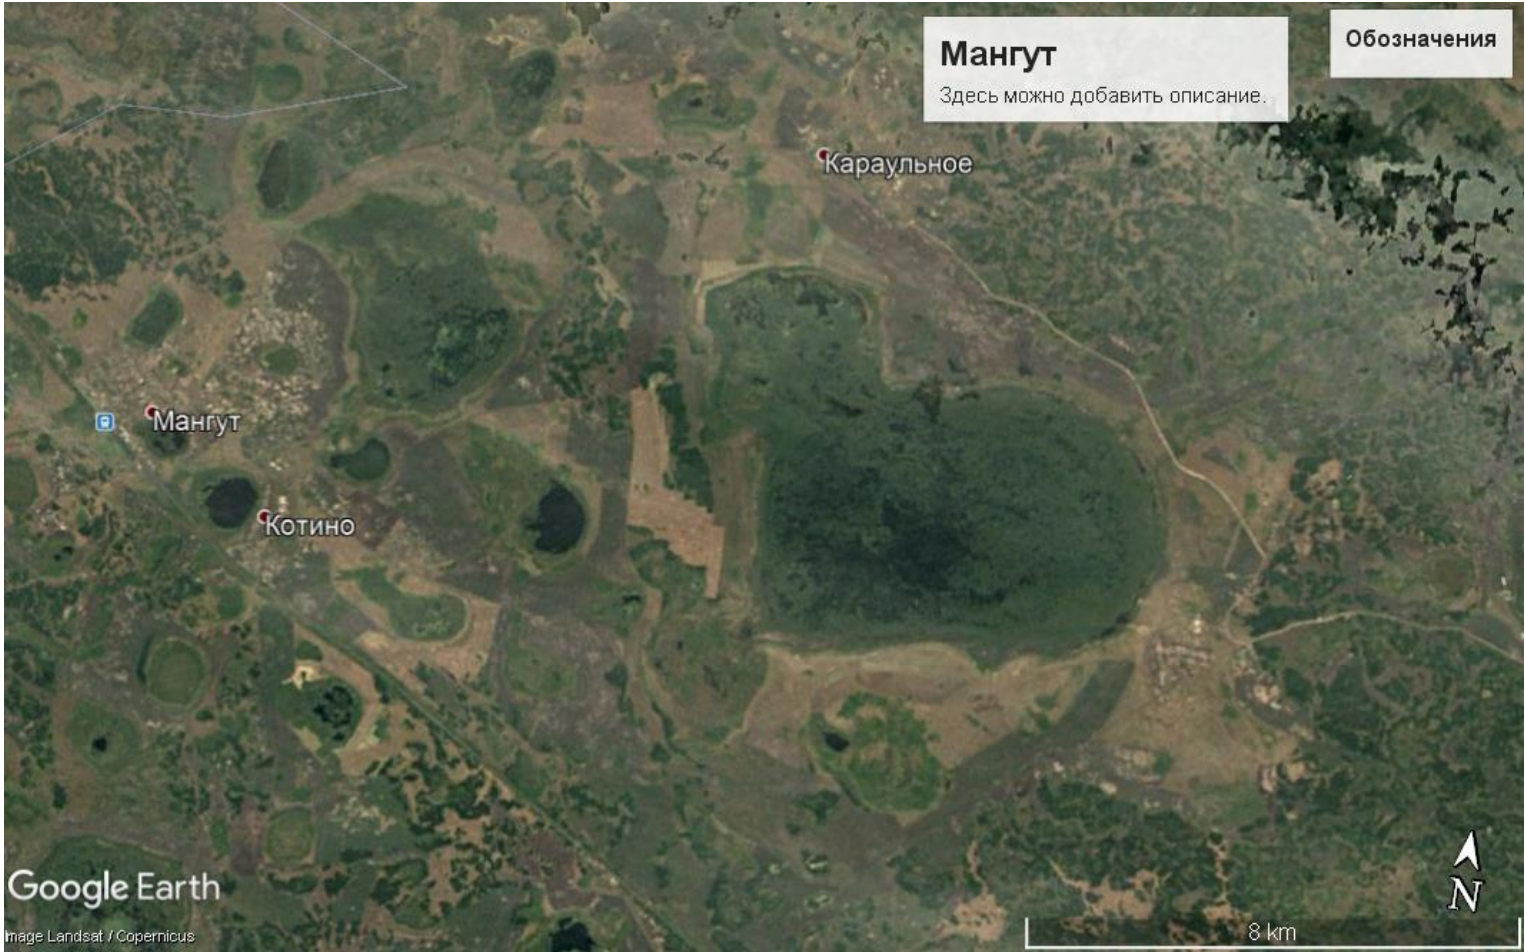 Мангут
Здесь можно добавить описание.
Обозначения
Караульное
Мангут
Котино
Google Earth
Image Landsat / Copernicus
N
8 km